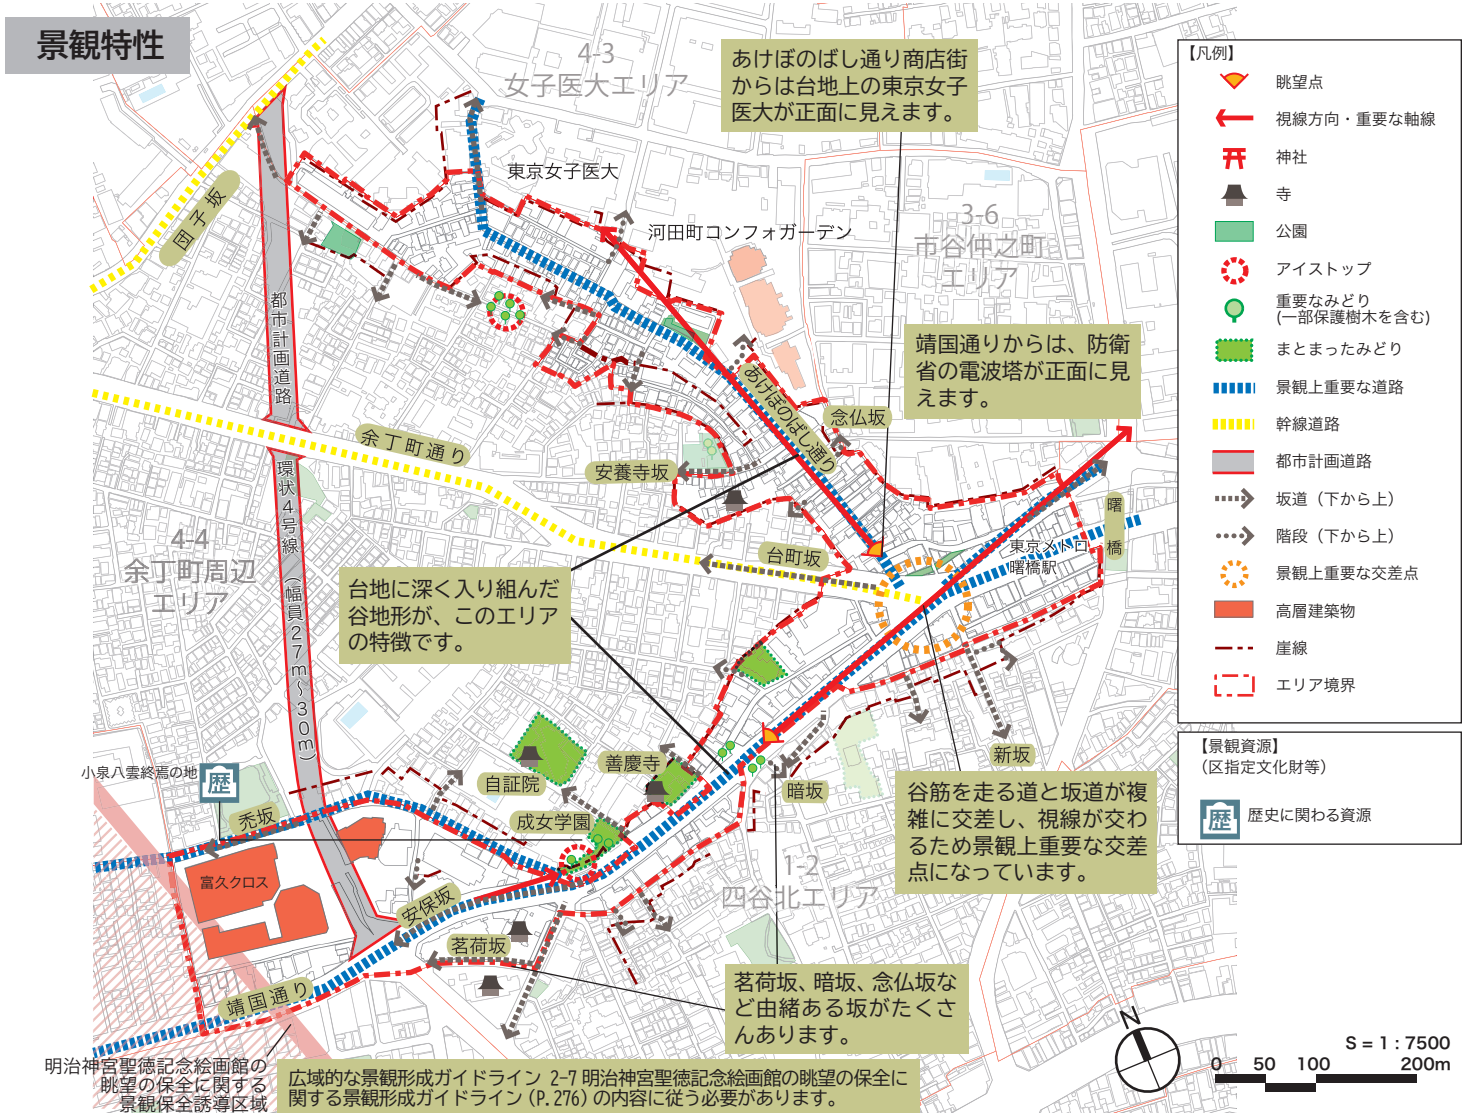 景観特性
4-3
女子医大エリア
あけぼのばし通り商店街
からは台地上の東京女子
医大が正面に見えます。
東京女子医大
河田町コンフォガーデン
3-6
市谷仲之町
エリア
団子坂
都市計画道路
環状4号線
(幅員27m〜30m)
靖国通りからは、防衛
省の電波塔が正面に見
えます。
あけぼのばし通り
念仏坂
余丁町通り
安養寺坂
曙橋
東京メトロ
曙橋駅
台町坂
4-4
余丁町周辺
エリア
台地に深く入り組んだ
谷地形が、このエリア
の特徴です。
新坂
小泉八雲終焉の地
歴
自証院
善慶寺
暗坂
禿坂
成女学園
谷筋を走る道と坂道が複
雑に交差し、視線が交わ
るため景観上重要な交差
点になっています。
富久クロス
1-2
四谷北エリア
安保坂
茗荷坂
靖国通り
茗荷坂、暗坂、念仏坂な
ど由緒ある坂がたくさ
んあります。
明治神宮聖徳記念絵画館の
眺望の保全に関する
景観保全誘導区域
広域的な景観形成ガイドライン 2-7 明治神宮聖徳記念絵画館の眺望の保全に
関する景観形成ガイドライン(P.276)の内容に従う必要があります。
【凡例】
眺望点
視線方向・重要な軸線
神社
寺
公園
アイストップ
重要なみどり
(一部保護樹木を含む)
まとまったみどり
景観上重要な道路
幹線道路
都市計画道路
坂道(下から上)
階段(下から上)
景観上重要な交差点
高層建築物
崖線
エリア境界
【景観資源】
(区指定文化財等)
歴
歴史に関わる資源
N
S = 1 : 7500
0 50 100 200m